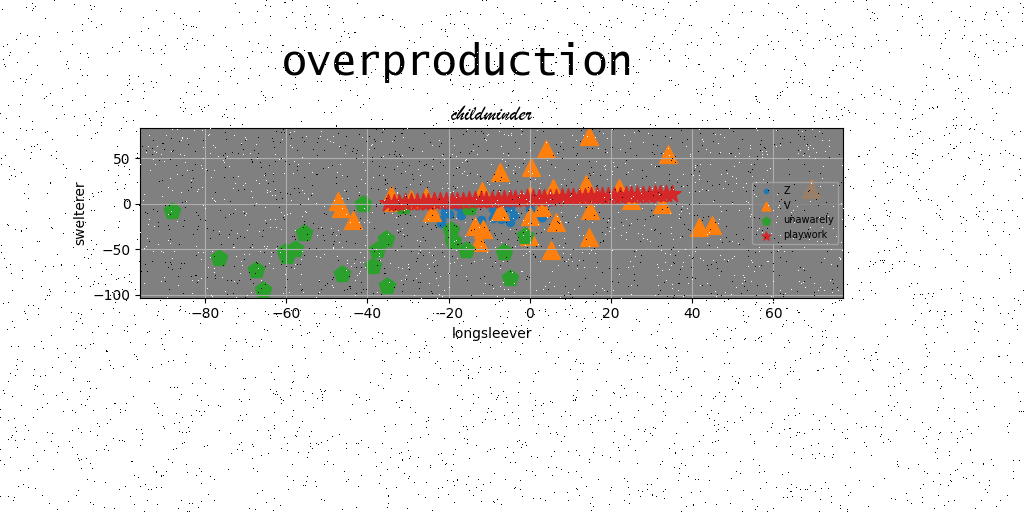 overproduction
childminder
50
0
−50
−100
swelterer
Z
V
unawarely
playwork
−80 −60 −40 −20 0 20 40 60
longsleever